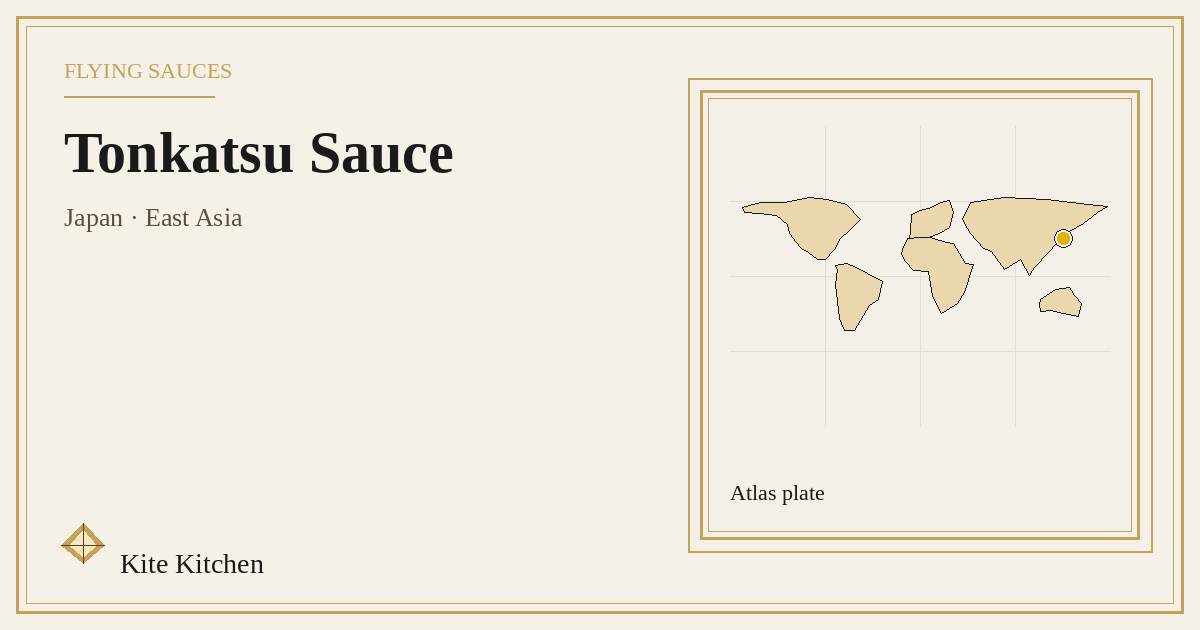 FLYING SAUCES
Tonkatsu Sauce
Japan · East Asia
Atlas plate
Kite Kitchen